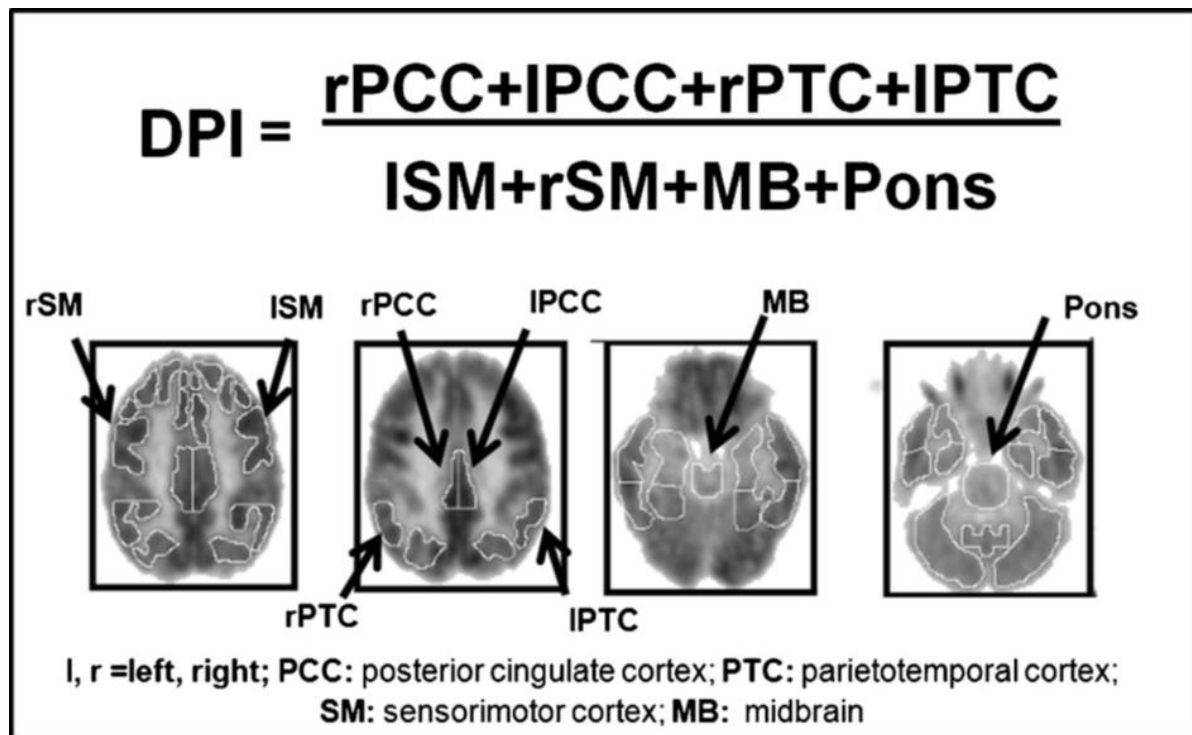 rPCC+lPCC+rPTC+lPTC
DPI =
lSM+rSM+MB+Pons
rSM lSM rPCC lPCC MB Pons
rPTC lPTC
l, r =left, right; PCC: posterior cingulate cortex; PTC: parietotemporal cortex;
SM: sensorimotor cortex; MB: midbrain